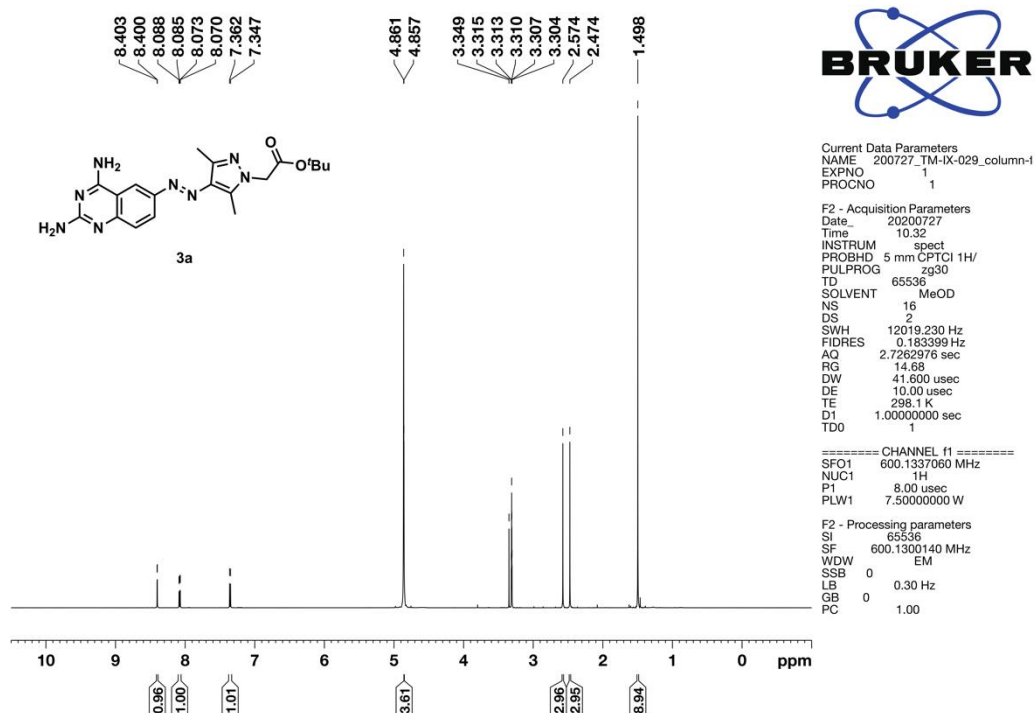 8.403
8.400
8.088
8.085
8.073
8.070
7.362
7.347
4.861
4.857
3.349
3.315
3.313
3.310
3.307
3.304
2.574
2.474
1.498
BRUKER
NH2
N
H2N
N
N
N
N
N
O
OtBu
3a
Current Data Parameters
NAME 200727_TM-IX-029_column-1
EXPNO 1
PROCNO 1
F2 - Acquisition Parameters
Date_ 20200727
Time 10.32
INSTRUM spect
PROBHD 5 mm CPTCI 1H/
PULPROG zg30
TD 65536
SOLVENT MeOD
NS 16
DS 2
SWH 12019.230 Hz
FIDRES 0.183399 Hz
AQ 2.7262976 sec
RG 14.68
DW 41.600 usec
DE 10.00 usec
TE 298.1 K
D1 1.00000000 sec
TD0 1
======== CHANNEL f1 ========
SFO1 600.1337060 MHz
NUC1 1H
P1 8.00 usec
PLW1 7.50000000 W
F2 - Processing parameters
SI 65536
SF 600.1300140 MHz
WDW EM
SSB 0
LB 0.30 Hz
GB 0
PC 1.00
10 9 8 7 6 5 4 3 2 1 0 ppm
0.96
1.00
1.01
3.61
2.96
2.95
8.94